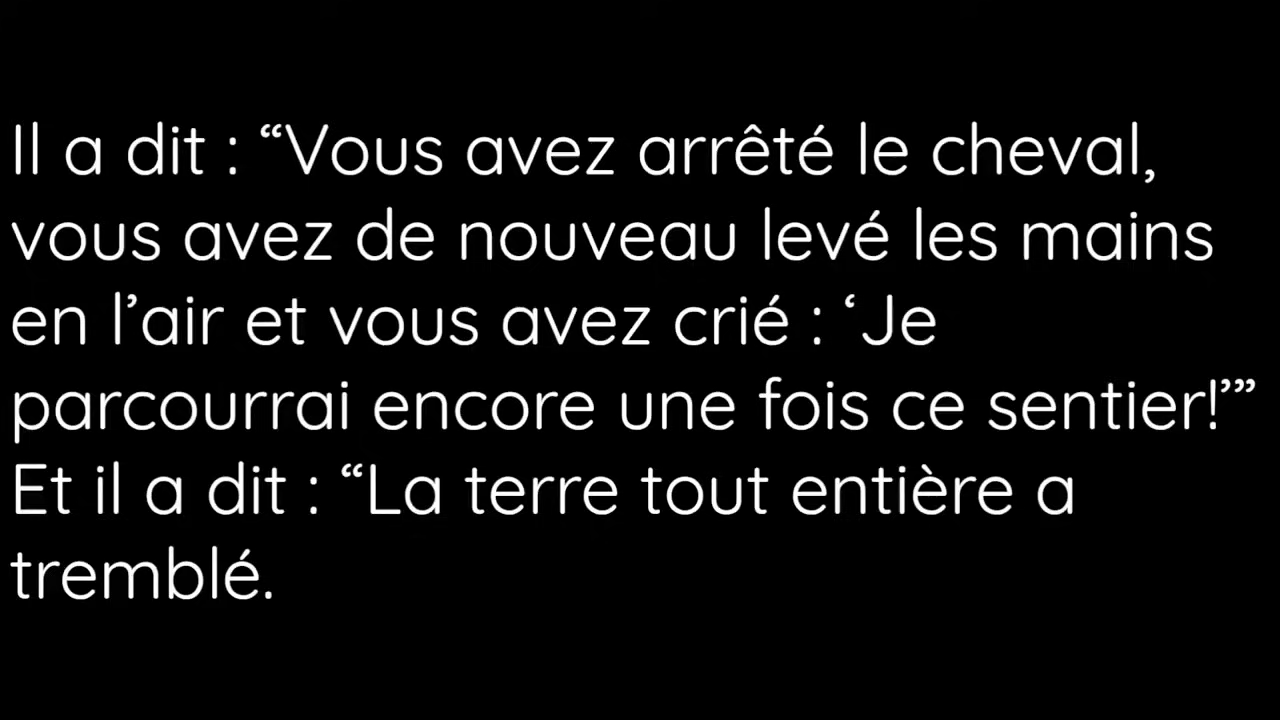 Il a dit : “Vous avez arrêté le cheval,
vous avez de nouveau levé les mains
en l’air et vous avez crié : ‘Je
parcourrai encore une fois ce sentier!’”
Et il a dit : “La terre tout entière a
tremblé.